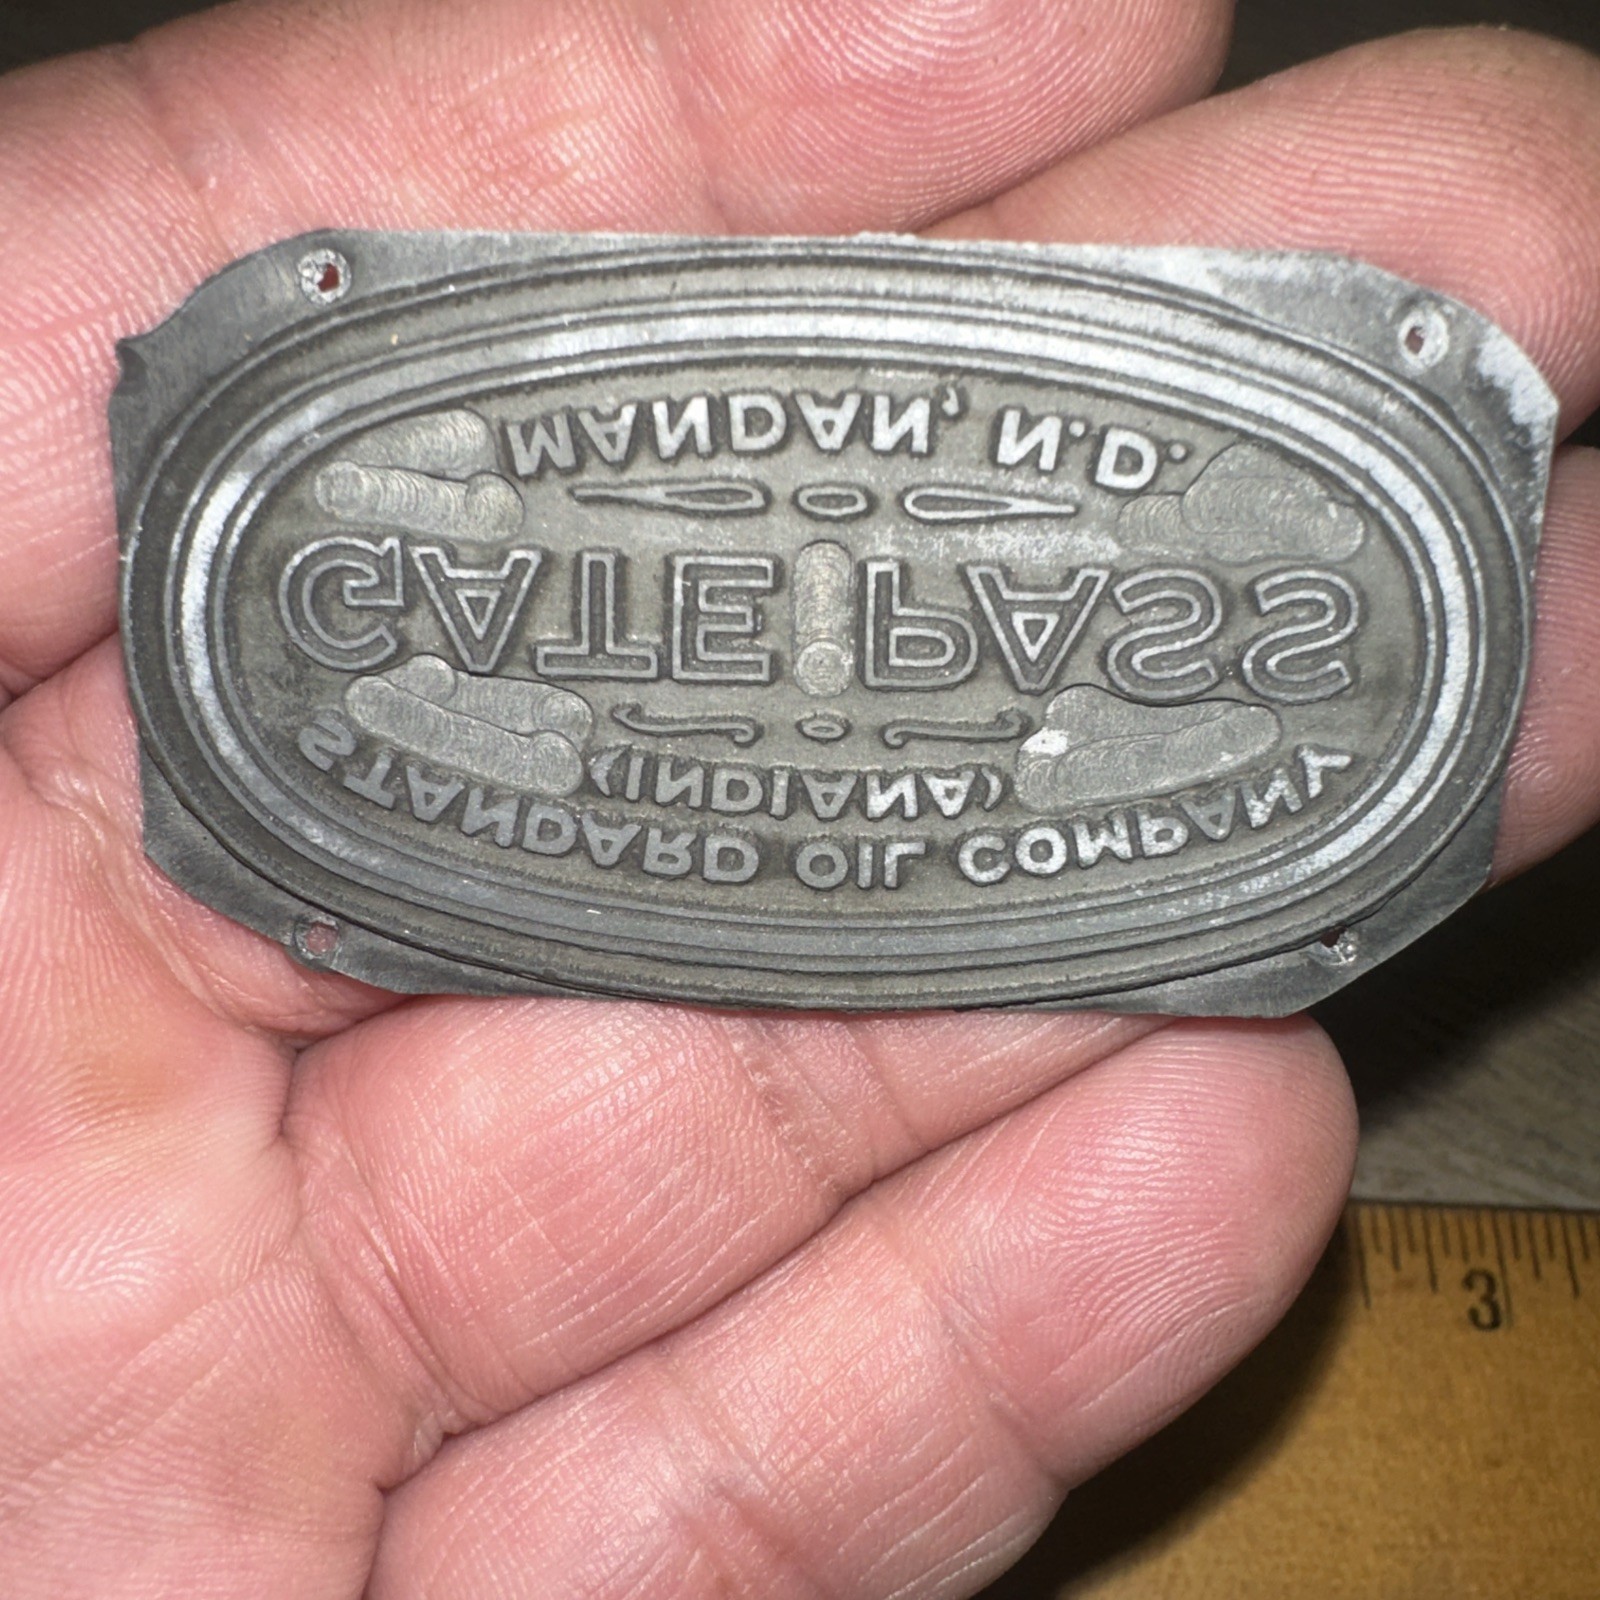 STANDARD OIL COMPANY
(INDIANA)
GATE PASS
MANDAN, N.D.
3